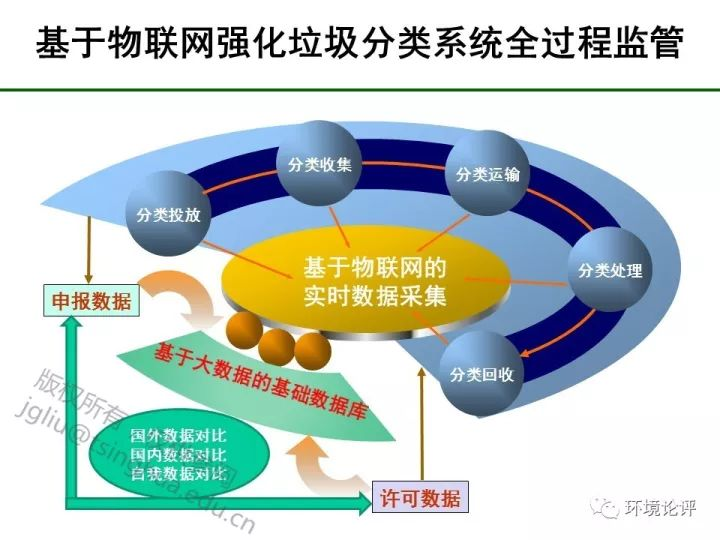 基于物联网强化垃圾分类系统全过程监管
分类收集
分类运输
分类投放
分类处理
基于物联网的
实时数据采集
申报数据
基于大数据的基础数据库
分类回收
版权所有
国外数据对比
国内数据对比
自我数据对比
许可数据
环境论评